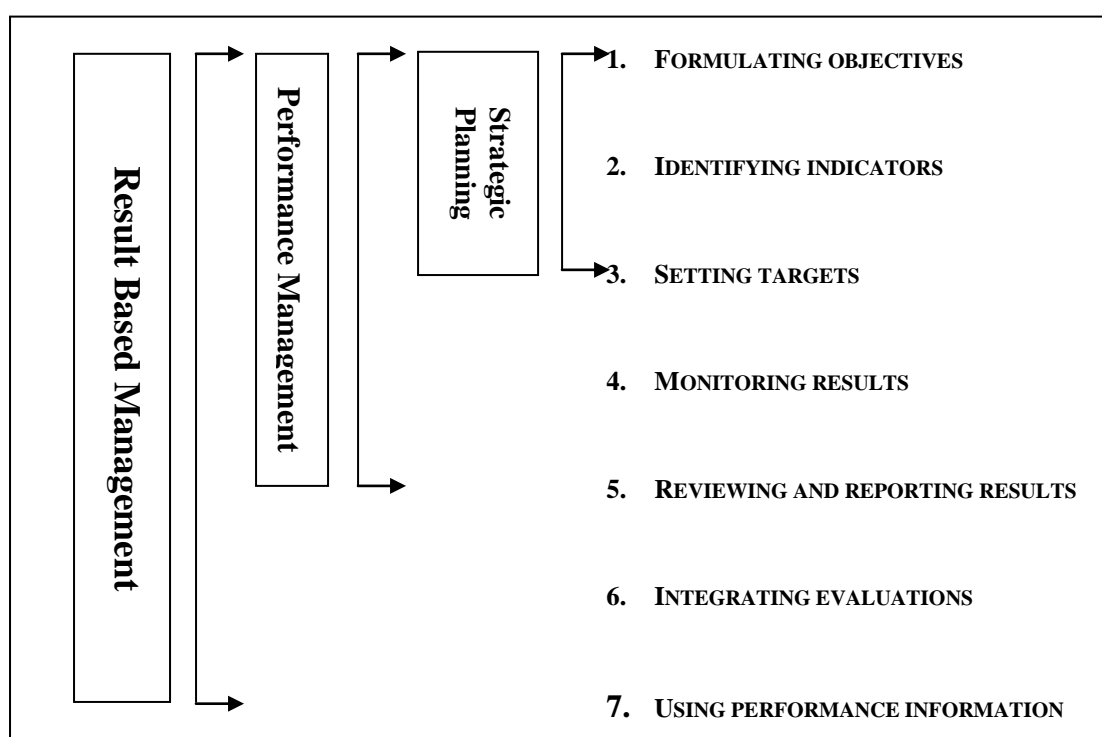 Result Based Management
Performance Management
Strategic
Planning
1. FORMULATING OBJECTIVES
2. IDENTIFYING INDICATORS
3. SETTING TARGETS
4. MONITORING RESULTS
5. REVIEWING AND REPORTING RESULTS
6. INTEGRATING EVALUATIONS
7. USING PERFORMANCE INFORMATION